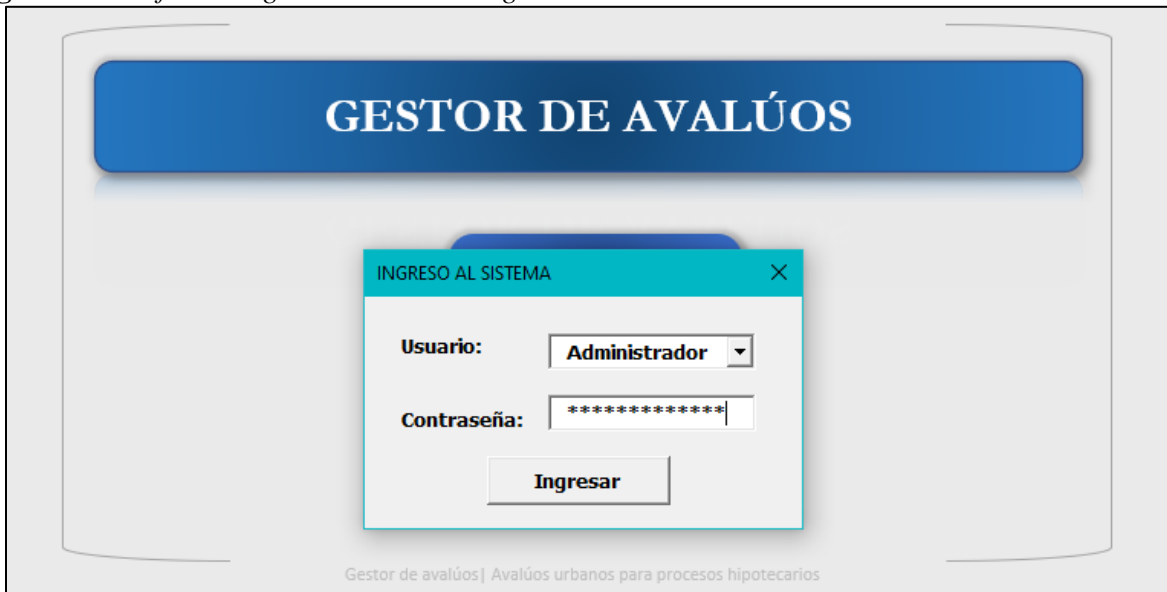 GESTOR DE AVALÚOS
INGRESO AL SISTEMA
Usuario: Administrador
Contraseña: *************
Ingresar
Gestor de avalúos| Avalúos urbanos para procesos hipotecarios